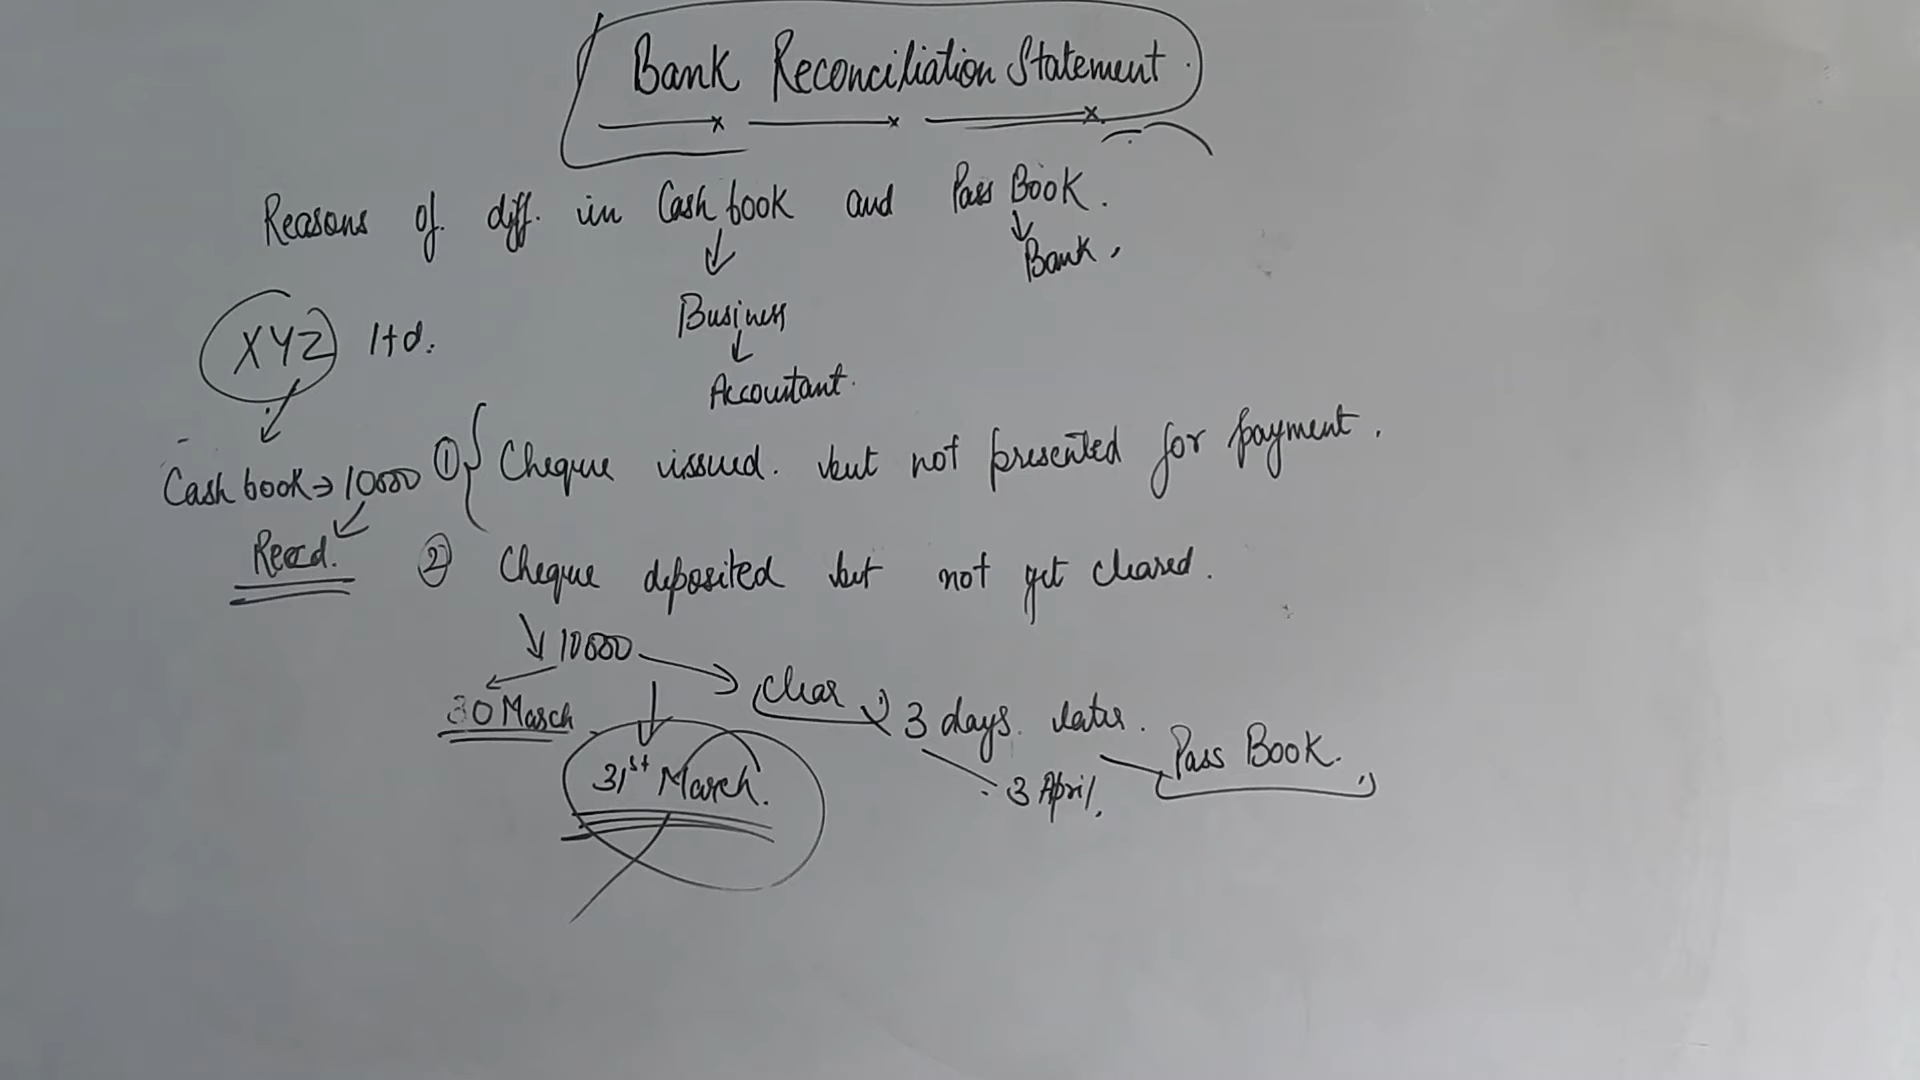 Bank Reconciliation Statement.
Reasons of diff. in Cash book and Pass Book.
Bank.
Business
XYZ ltd.
Accountant.
① Cheque issued. but not presented for payment.
Cash book → 10000
Recd.
② Cheque deposited but not get cleared.
10000
30 March
Clear 3 days. later.
31st March.
3 April.
Pass Book.